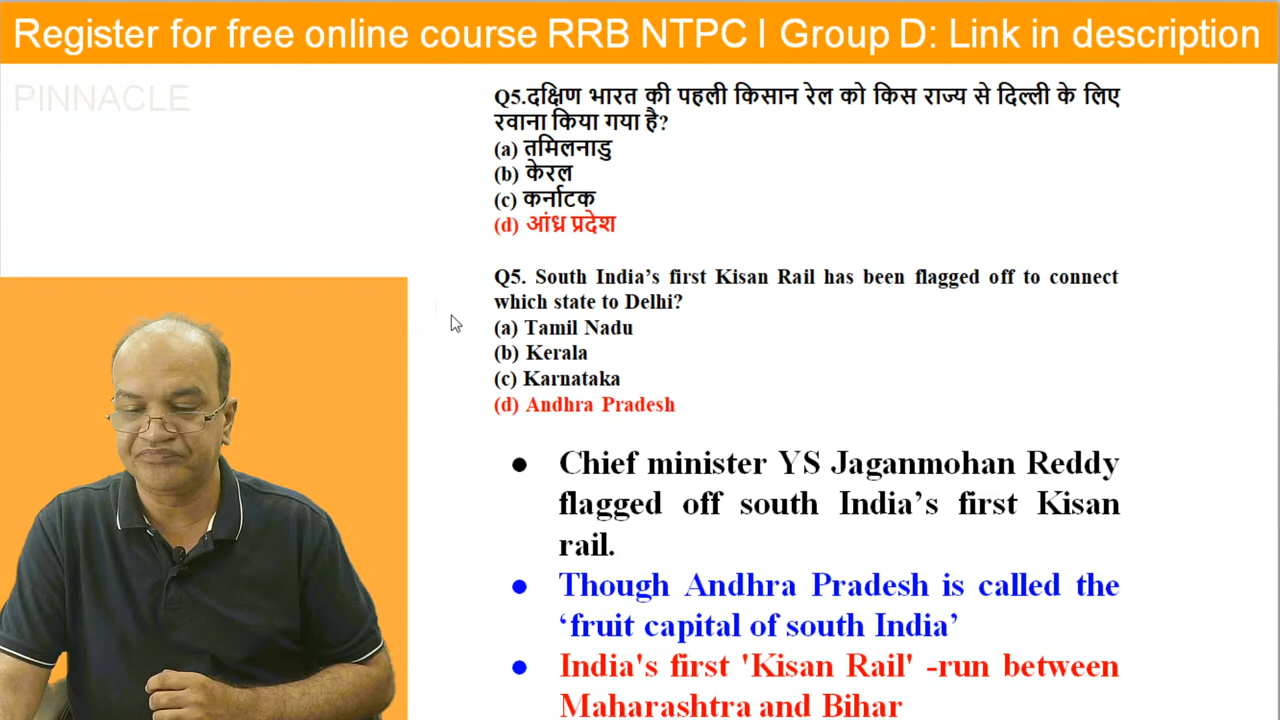 Register for free online course RRB NTPC I Group D: Link in description
PINNACLE
Q5.दक्षिण भारत की पहली किसान रेल को किस राज्य से दिल्ली के लिए
रवाना किया गया है?
(a) तमिलनाडु
(b) केरल
(c) कर्नाटक
(d) आंध्र प्रदेश
Q5. South India’s first Kisan Rail has been flagged off to connect
which state to Delhi?
(a) Tamil Nadu
(b) Kerala
(c) Karnataka
(d) Andhra Pradesh
● Chief minister YS Jaganmohan Reddy
flagged off south India’s first Kisan
rail.
● Though Andhra Pradesh is called the
‘fruit capital of south India’
● India's first 'Kisan Rail' -run between
Maharashtra and Bihar